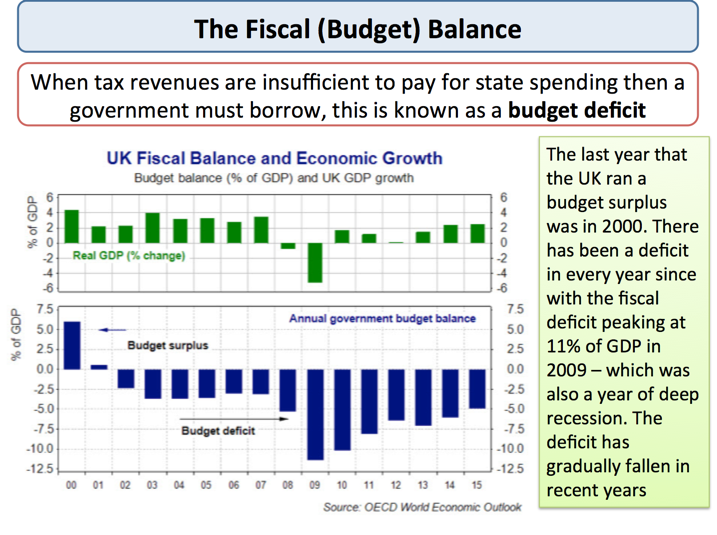 The Fiscal (Budget) Balance
When tax revenues are insufficient to pay for state spending then a
government must borrow, this is known as a budget deficit
UK Fiscal Balance and Economic Growth
Budget balance (% of GDP) and UK GDP growth
% of GDP
6 6
4 4
2 2
0 0
-2 -2
-4 -4
-6 -6
Real GDP (% change)
% of GDP
7.5 7.5
5.0 5.0
2.5 2.5
0.0 0.0
-2.5 -2.5
-5.0 -5.0
-7.5 -7.5
-10.0 -10.0
-12.5 -12.5
Annual government budget balance
Budget surplus
Budget deficit
00 01 02 03 04 05 06 07 08 09 10 11 12 13 14 15
Source: OECD World Economic Outlook
The last year that
the UK ran a
budget surplus
was in 2000. There
has been a deficit
in every year since
with the fiscal
deficit peaking at
11% of GDP in
2009 – which was
also a year of deep
recession. The
deficit has
gradually fallen in
recent years